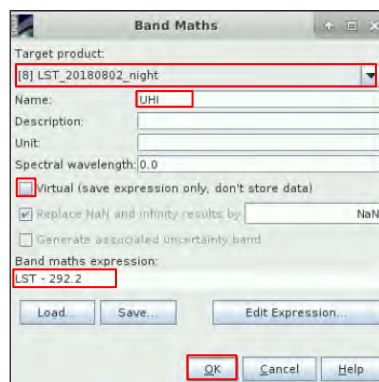 Band Maths
Target product:
[8] LST_20180802_night
Name: UHI
Description:
Unit:
Spectral wavelength: 0.0
Virtual (save expression only, don't store data)
Replace NaN and infinity results by NaN
Generate associated uncertainty band
Band maths expression:
LST - 292.2
Load... Save... Edit Expression...
OK Cancel Help